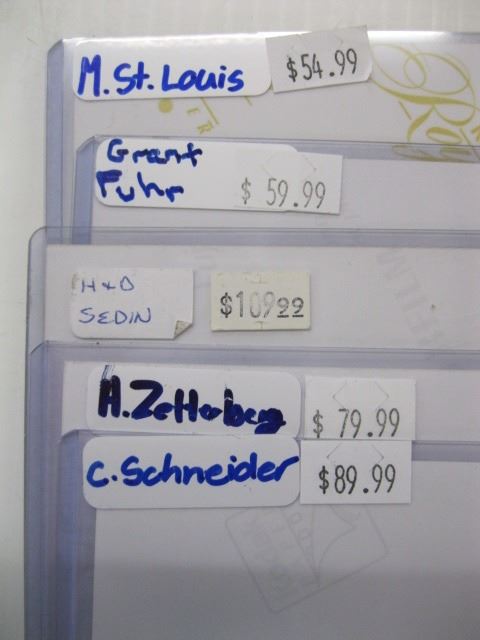 M. St. Louis $54.99
Grant
Fuhr $ 59.99
H & D
SEDIN $109.99
H. Zetterberg $ 79.99
C. Schneider $89.99